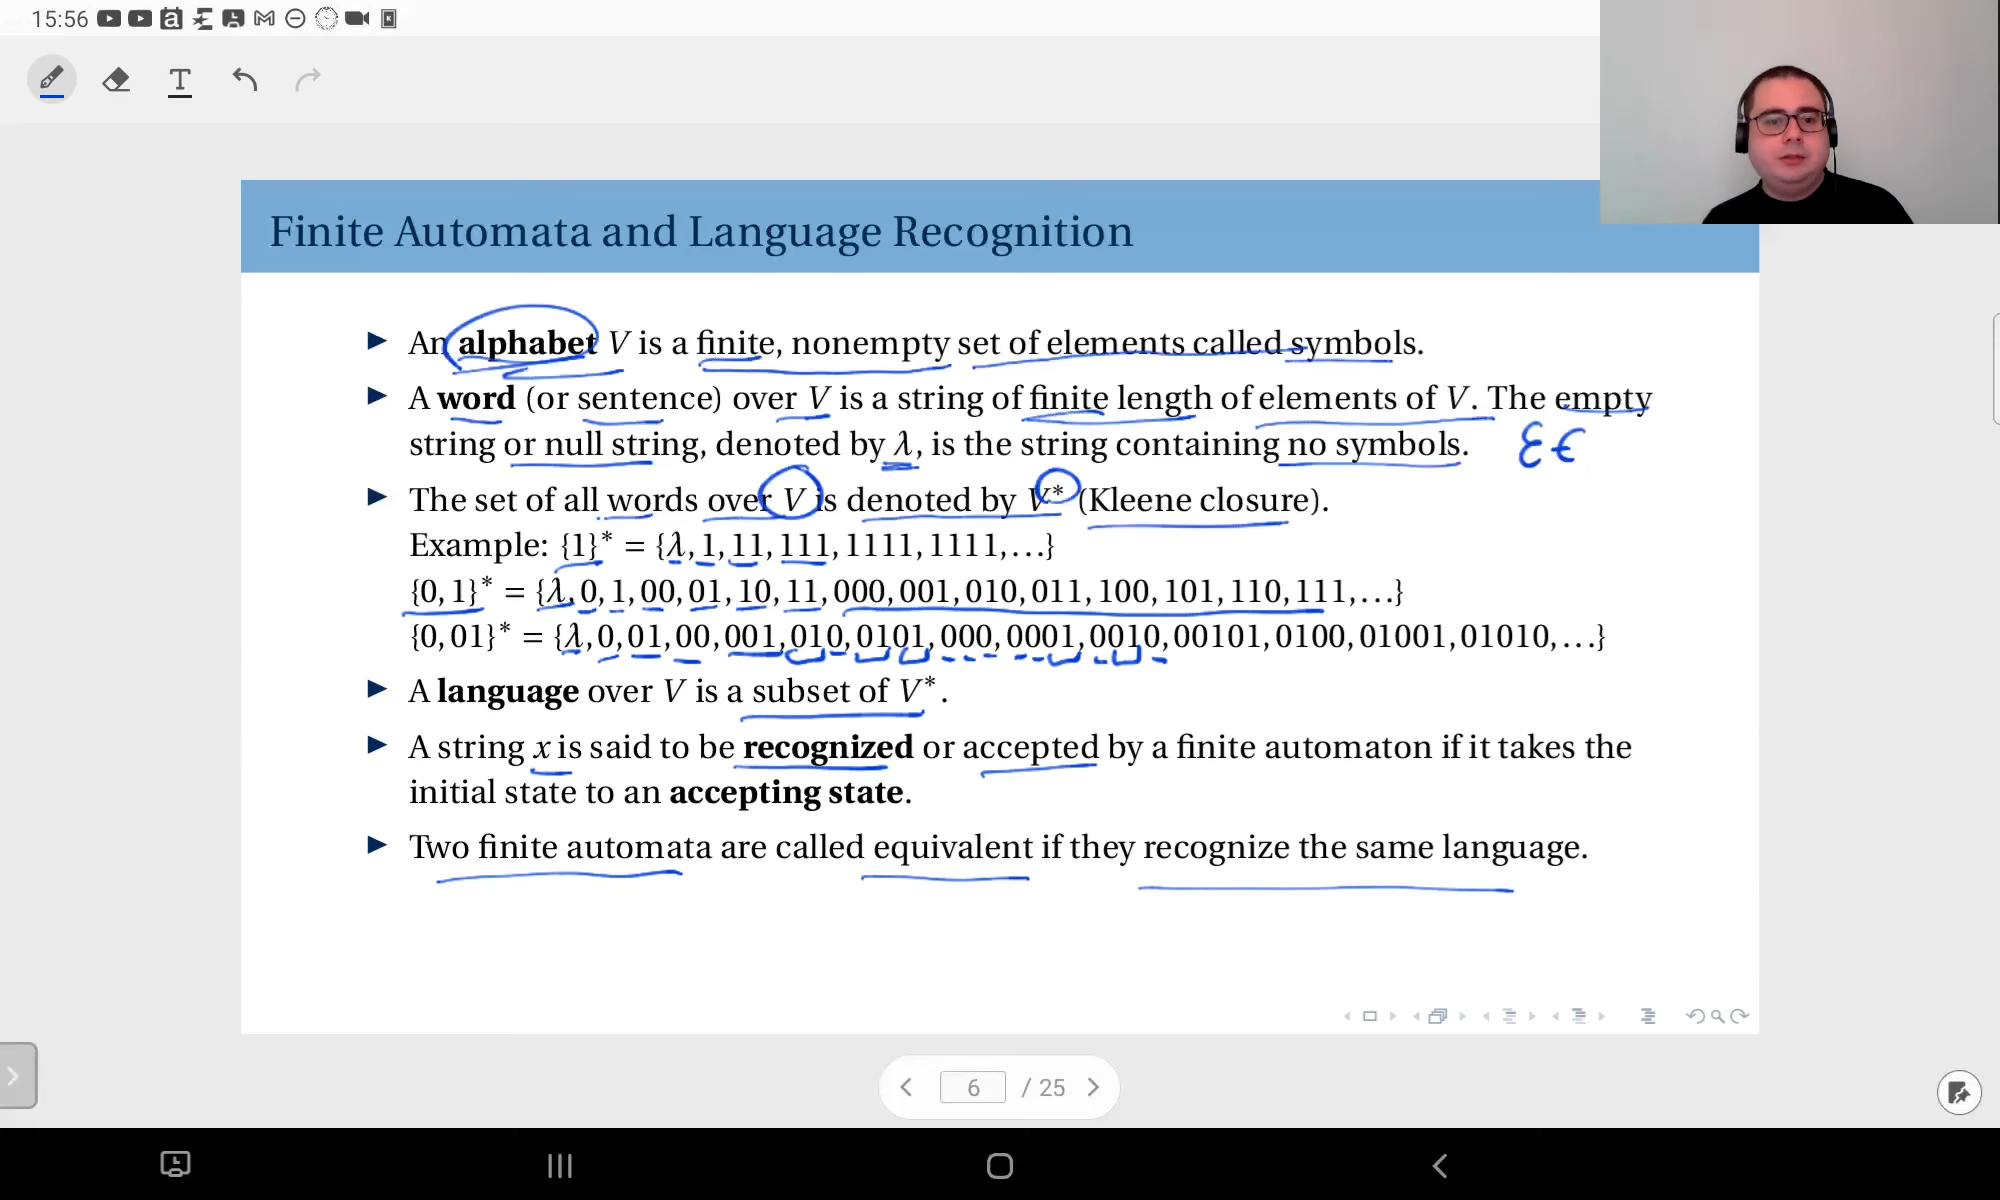 15:56
Finite Automata and Language Recognition
▶ An alphabet V is a finite, nonempty set of elements called symbols.
▶ A word (or sentence) over V is a string of finite length of elements of V. The empty
string or null string, denoted by λ, is the string containing no symbols. ℇ ϵ
▶ The set of all words over V is denoted by V* (Kleene closure).
Example: {1}* = {λ, 1, 11, 111, 1111, 1111, …}
{0, 1}* = {λ, 0, 1, 00, 01, 10, 11, 000, 001, 010, 011, 100, 101, 110, 111, …}
{0, 01}* = {λ, 0, 01, 00, 001, 010, 0101, 000, 0001, 0010, 00101, 0100, 01001, 01010, …}
▶ A language over V is a subset of V*.
▶ A string x is said to be recognized or accepted by a finite automaton if it takes the
initial state to an accepting state.
▶ Two finite automata are called equivalent if they recognize the same language.
6 / 25